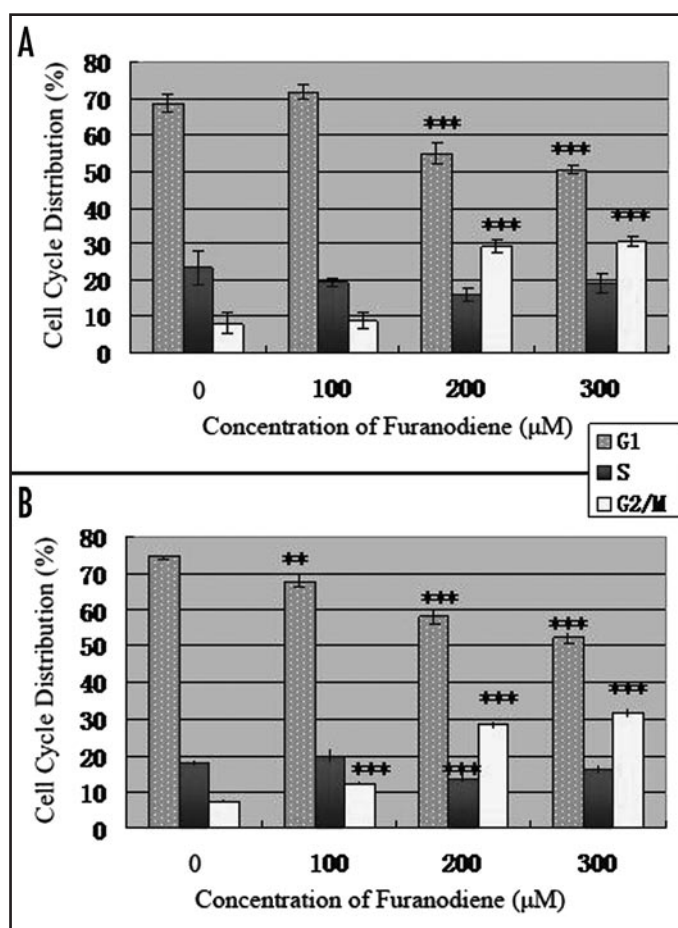 A
Cell Cycle Distribution (%)
80
70
60
50
40
30
20
10
0
***
***
***
***
0 100 200 300
Concentration of Furanodiene (μM)
G1
S
G2/M
B
Cell Cycle Distribution (%)
80
70
60
50
40
30
20
10
0
**
***
***
***
***
***
***
0 100 200 300
Concentration of Furanodiene (μM)